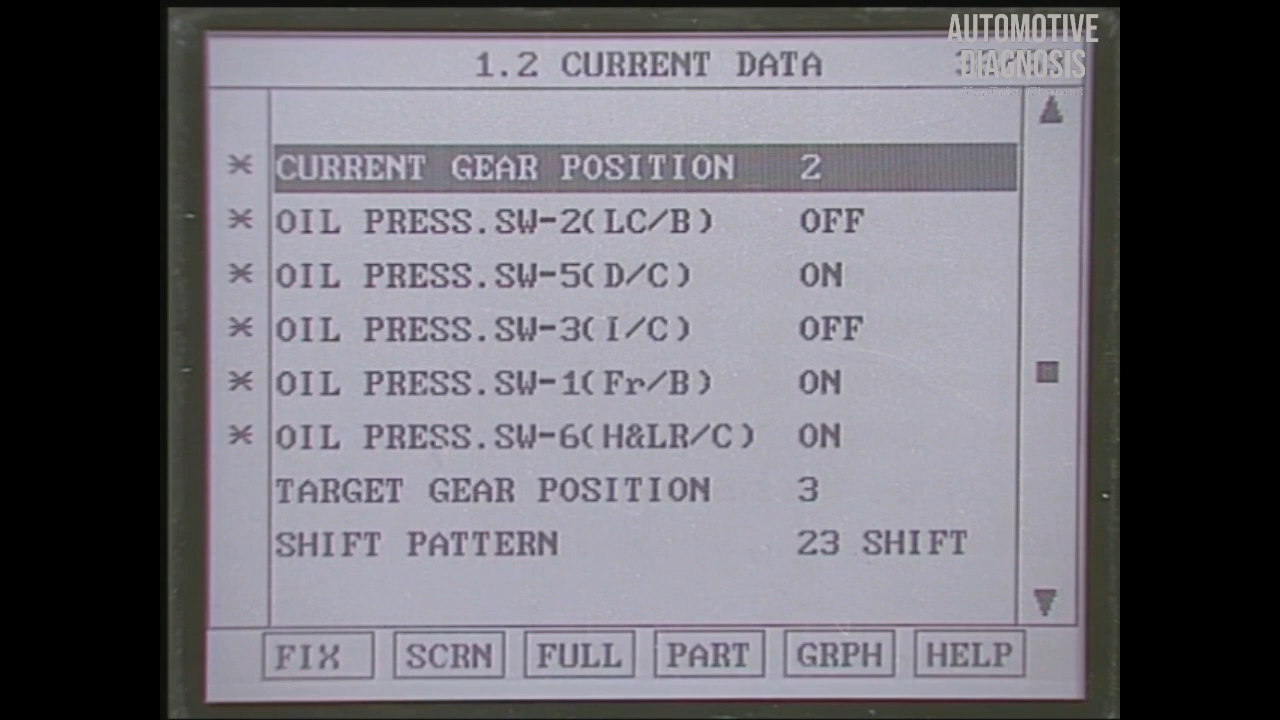 AUTOMOTIVE
DIAGNOSIS
YouTube Channel
1.2 CURRENT DATA
* CURRENT GEAR POSITION 2
* OIL PRESS.SW-2(LC/B) OFF
* OIL PRESS.SW-5(D/C) ON
* OIL PRESS.SW-3(I/C) OFF
* OIL PRESS.SW-1(Fr/B) ON
* OIL PRESS.SW-6(H&LR/C) ON
TARGET GEAR POSITION 3
SHIFT PATTERN 23 SHIFT
FIX SCRN FULL PART GRPH HELP